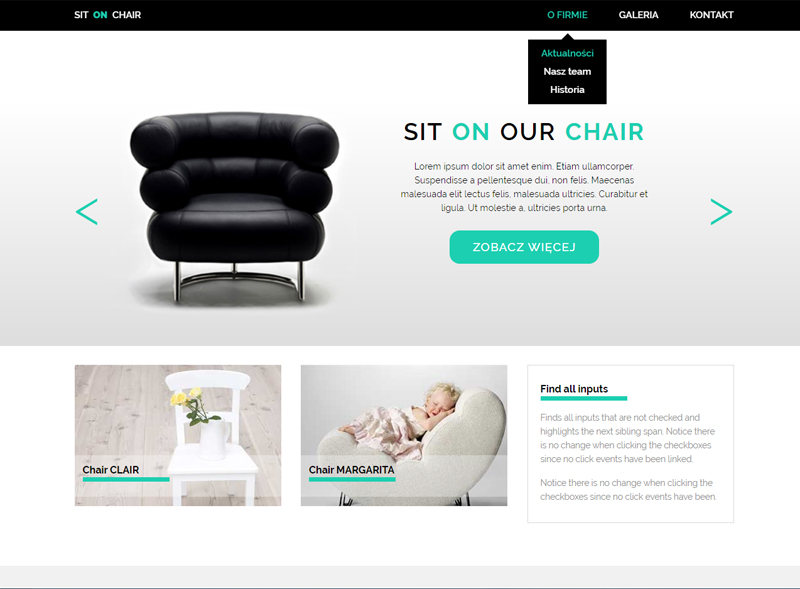 SIT ON CHAIR
O FIRMIE
GALERIA
KONTAKT
Aktualności
Nasz team
Historia
SIT ON OUR CHAIR
Lorem ipsum dolor sit amet enim. Etiam ullamcorper.
Suspendisse a pellentesque dui, non felis. Maecenas
malesuada elit lectus felis, malesuada ultricies. Curabitur et
ligula. Ut molestie a, ultricies porta urna.
ZOBACZ WIĘCEJ
Chair CLAIR
Chair MARGARITA
Find all inputs
Finds all inputs that are not checked and
highlights the next sibling span. Notice there
is no change when clicking the checkboxes
since no click events have been linked.
Notice there is no change when clicking the
checkboxes since no click events have been.